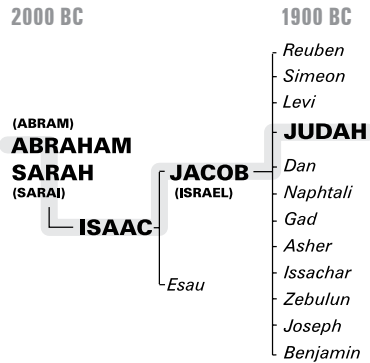 2000 BC
1900 BC
(ABRAM)
ABRAHAM
SARAH
(SARAI)
ISAAC
JACOB
(ISRAEL)
Esau
Reuben
Simeon
Levi
JUDAH
Dan
Naphtali
Gad
Asher
Issachar
Zebulun
Joseph
Benjamin